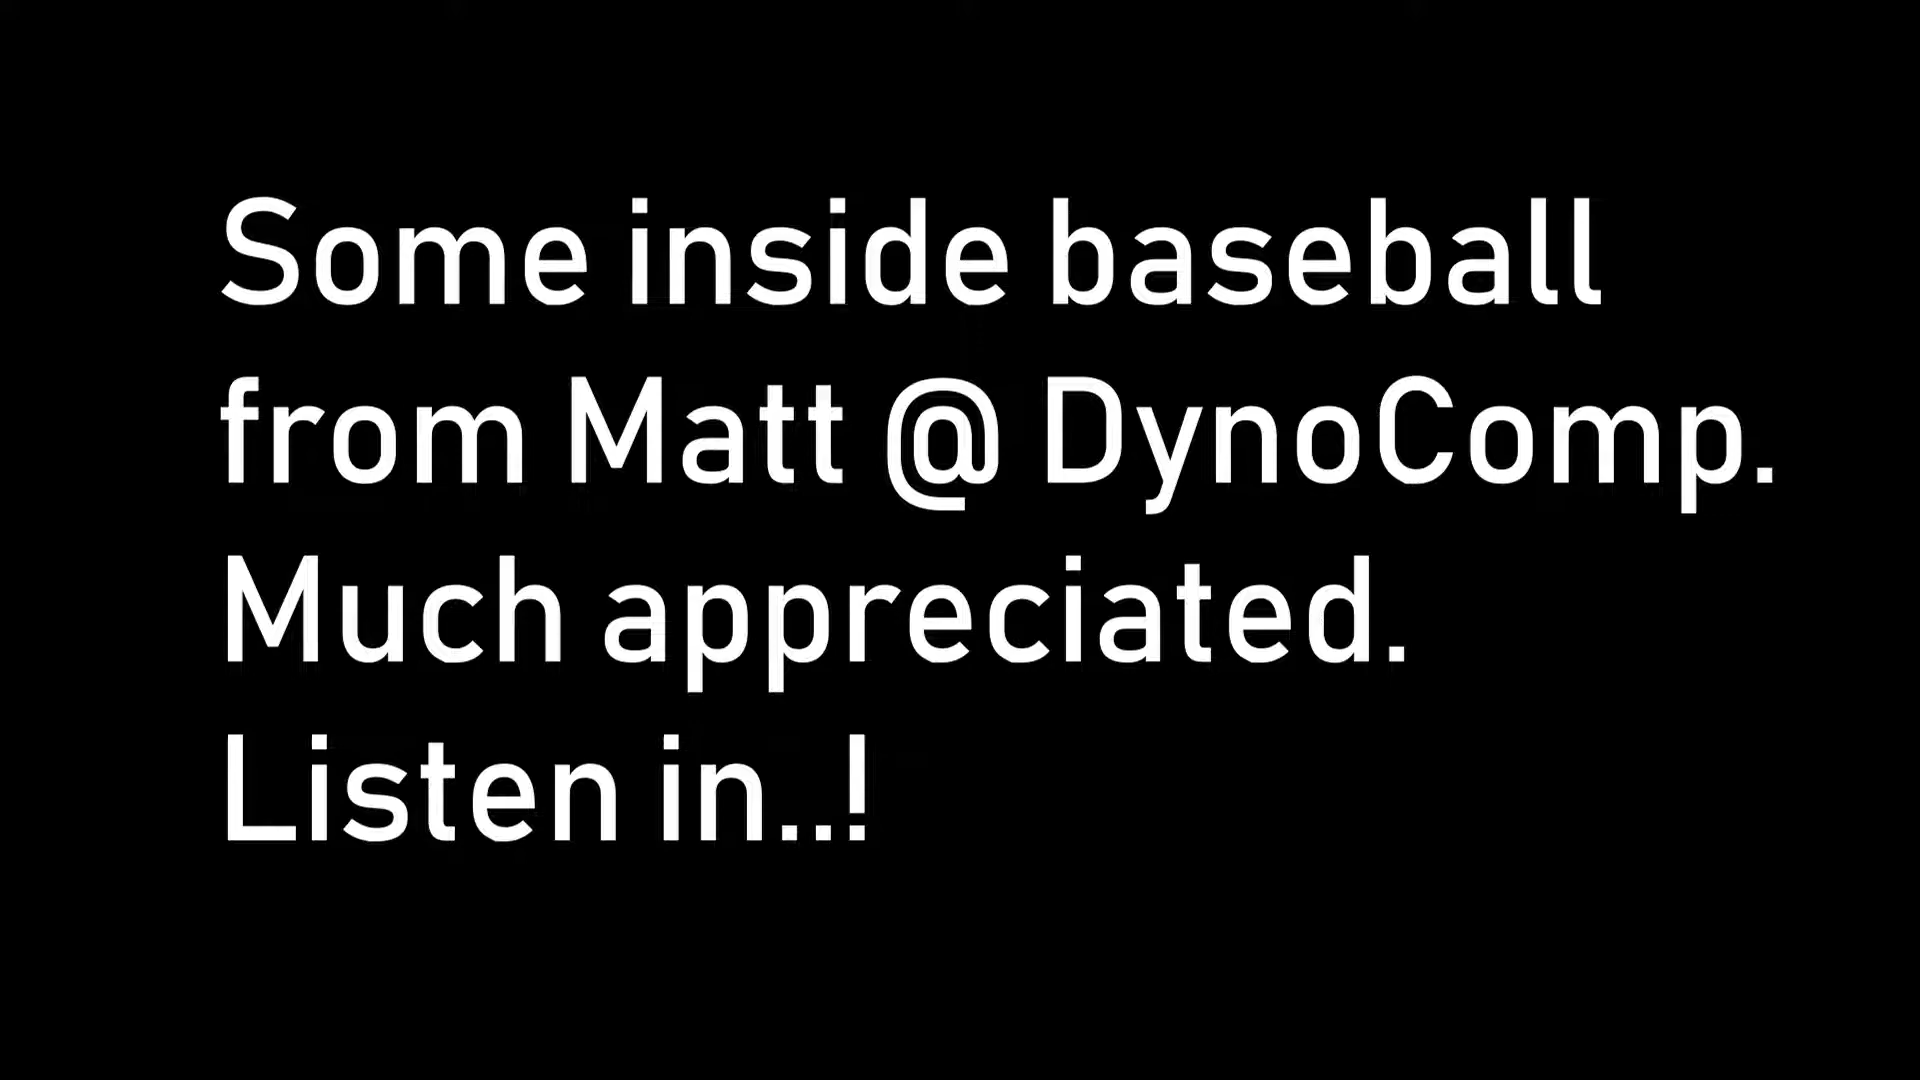 Some inside baseball
from Matt @ DynoComp.
Much appreciated.
Listen in..!